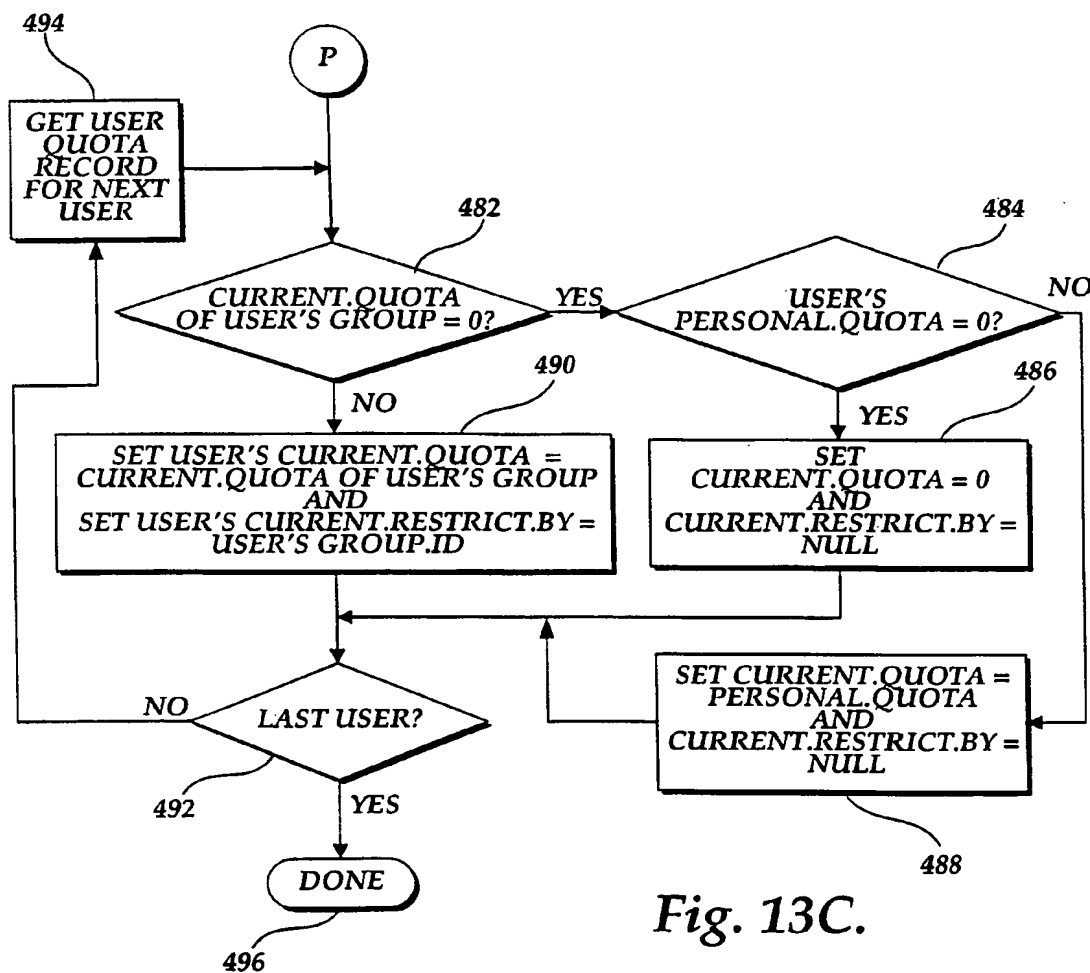 494
P
GET USER
QUOTA
RECORD
FOR NEXT
USER
482
CURRENT.QUOTA
OF USER'S GROUP = 0?
YES
484
USER'S
PERSONAL.QUOTA = 0?
NO
NO
490
SET USER'S CURRENT.QUOTA =
CURRENT.QUOTA OF USER'S GROUP
AND
SET USER'S CURRENT.RESTRICT.BY =
USER'S GROUP.ID
YES
486
SET
CURRENT.QUOTA = 0
AND
CURRENT.RESTRICT.BY =
NULL
SET CURRENT.QUOTA =
PERSONAL.QUOTA
AND
CURRENT.RESTRICT.BY =
NULL
488
NO
LAST USER?
492
YES
DONE
496
Fig. 13C.